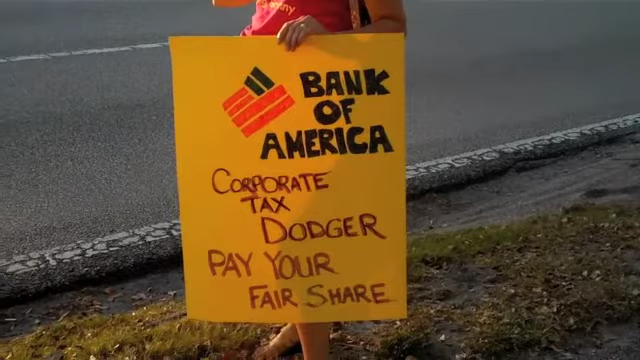 BANK
OF
AMERICA
CORPORATE
TAX
DODGER
PAY YOUR
FAIR SHARE